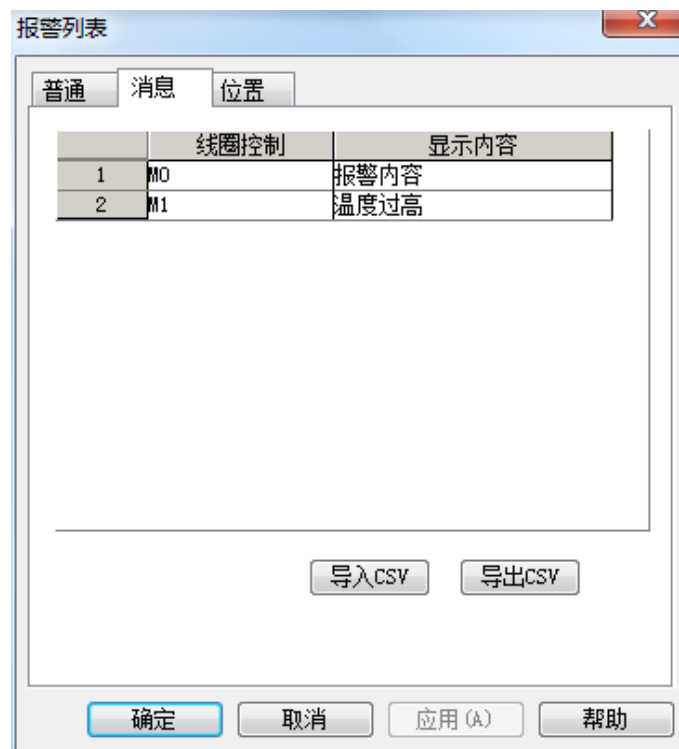 报警列表
普通 消息 位置
线圈控制 显示内容
1 M0 报警内容
2 M1 温度过高
导入CSV 导出CSV
确定 取消 应用(A) 帮助